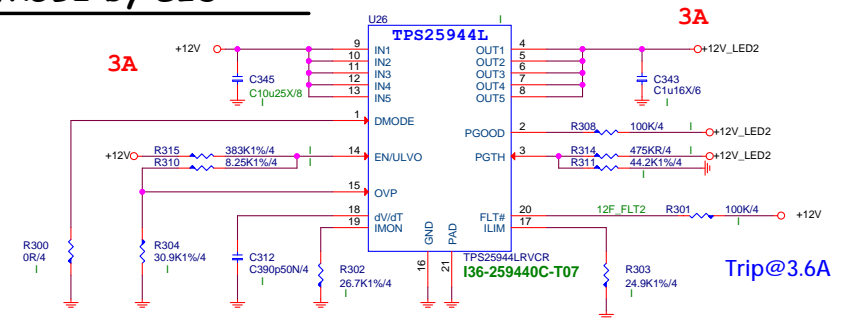 U26
TPS25944L
3A
3A
+12V
9 IN1
10 IN2
11 IN3
12 IN4
13 IN5
OUT1 4
OUT2 5
OUT3 6
OUT4 7
OUT5 8
+12V_LED2
C345
C10u25X/8
C343
C1u16X/6
1 DMODE
PGOOD 2
R308 100K/4
+12V_LED2
+12V
R315 383K1%/4
R310 8.25K1%/4
14 EN/ULVO
PGTH 3
R314 475KR/4
+12V_LED2
R311 44.2K1%/4
15 OVP
18 dV/dT
19 IMON
FLT# 20
12F_FLT2
R301 100K/4
+12V
ILIM 17
GND
PAD
16
21
R300
0R/4
R304
30.9K1%/4
C312
C390p50N/4
R302
26.7K1%/4
TPS25944LRVCR
I36-259440C-T07
R303
24.9K1%/4
Trip@3.6A